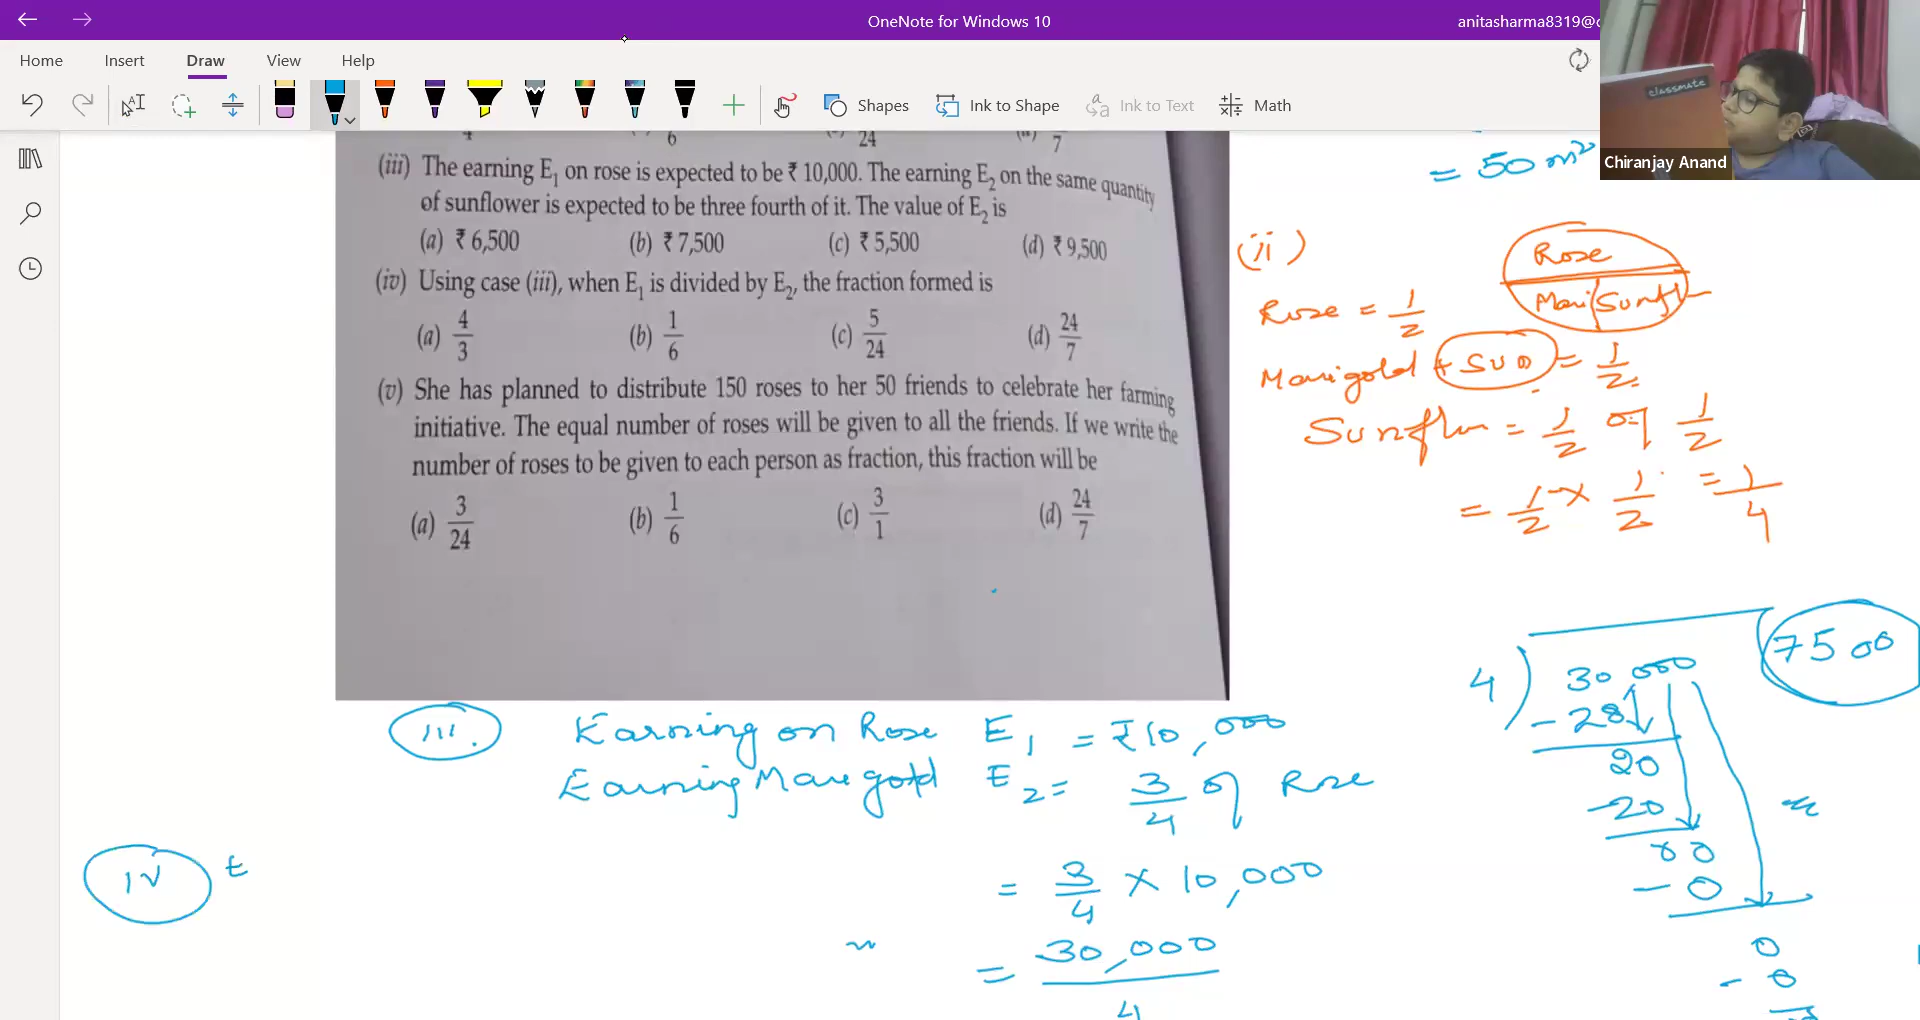 OneNote for Windows 10
anitasharma8319@
Home Insert Draw View Help
Shapes Ink to Shape Ink to Text Math
classmate
Chiranjay Anand
6 24 7
(iii) The earning E₁ on rose is expected to be ₹ 10,000. The earning E₂ on the same quantity
of sunflower is expected to be three fourth of it. The value of E₂ is
(a) ₹ 6,500 (b) ₹ 7,500 (c) ₹ 5,500 (d) ₹ 9,500
(iv) Using case (iii), when E₁ is divided by E₂, the fraction formed is
(a) 4/3 (b) 1/6 (c) 5/24 (d) 24/7
(v) She has planned to distribute 150 roses to her 50 friends to celebrate her farming
initiative. The equal number of roses will be given to all the friends. If we write the
number of roses to be given to each person as fraction, this fraction will be
(a) 3/24 (b) 1/6 (c) 3/1 (d) 24/7
= 50 m²
(ii)
Rose
Mari Sunfl
Rose = 1/2
Marigold + Sun = 1/2
Sunflw = 1/2 of 1/2
= 1/2 × 1/2 = 1/4
III. Earning on Rose E₁ = ₹10,000
Earning Marigold E₂ = 3/4 of Rose
= 3/4 × 10,000
= 30,000/4
IV E
7500
4 ) 30000
- 28
20
- 20
00
- 0
0
- 0